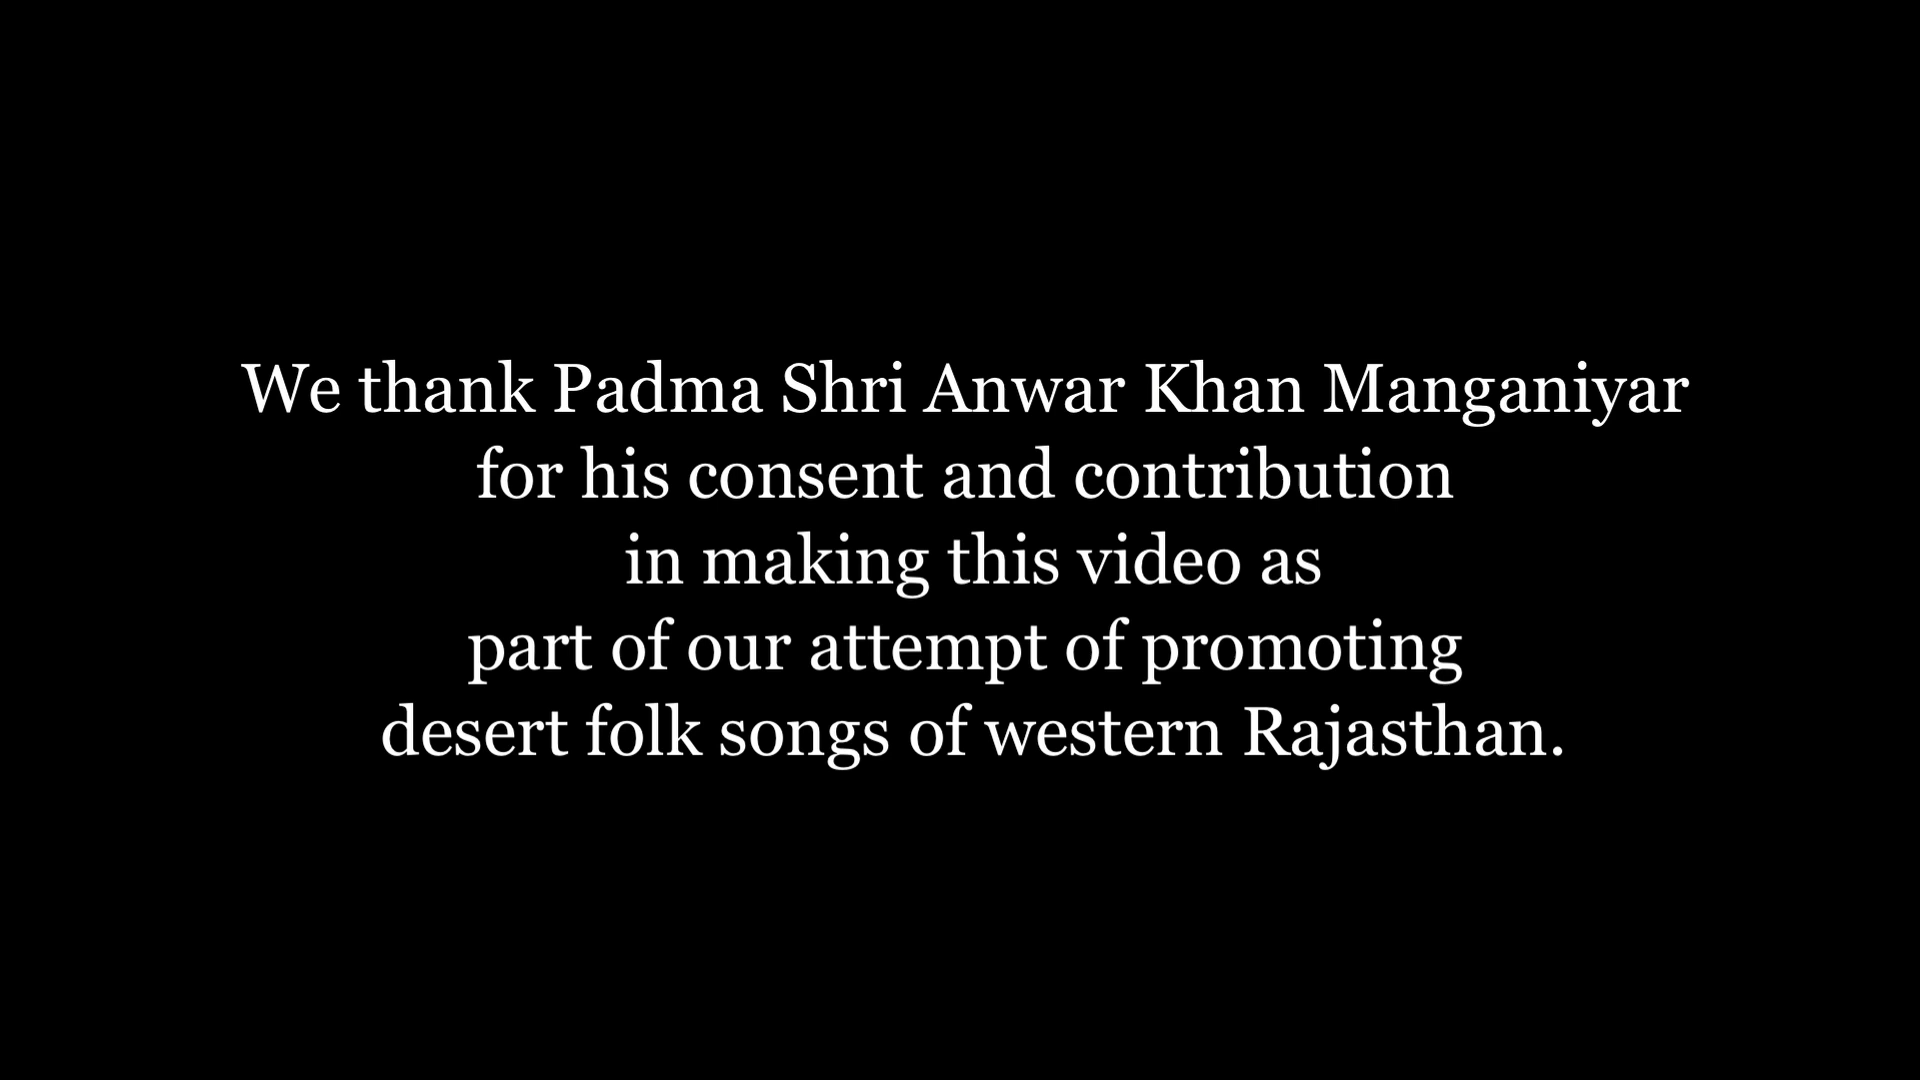 We thank Padma Shri Anwar Khan Manganiyar
for his consent and contribution
in making this video as
part of our attempt of promoting
desert folk songs of western Rajasthan.